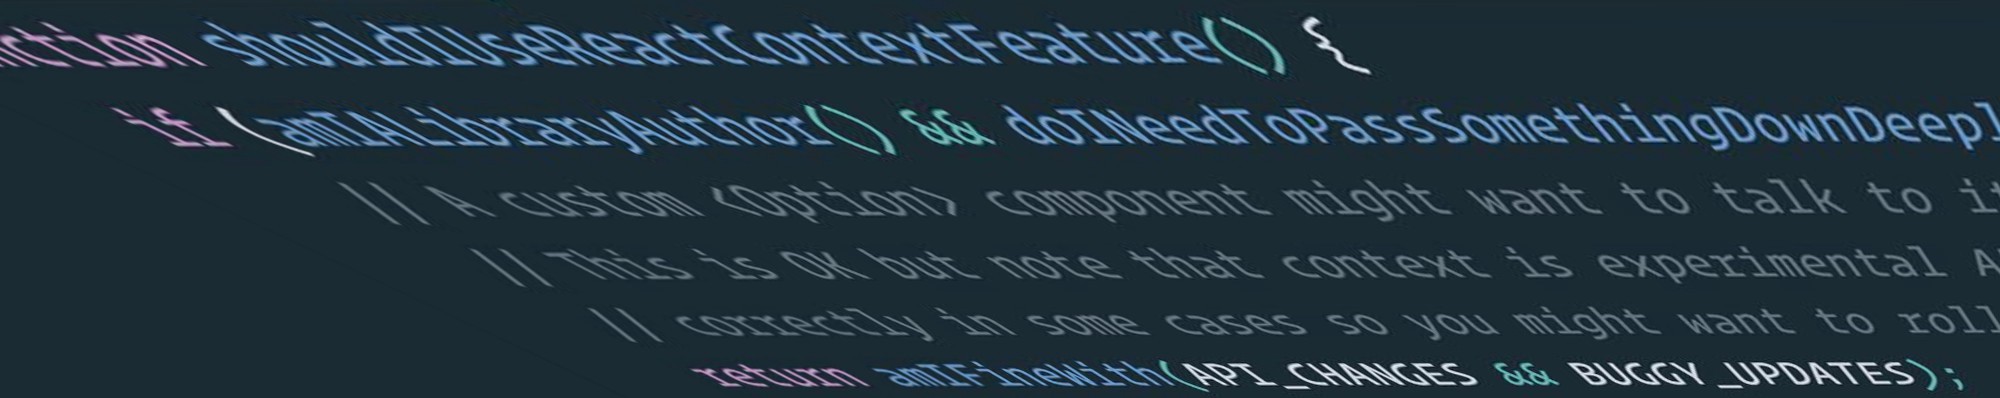 nction shouldIUseReactContextFeature() {
if (amIALibraryAuthor() && doINeedToPassSomethingDownDeepl
// A custom <Option> component might want to talk to it
// This is OK but note that context is experimental A
// correctly in some cases so you might want to roll
return amIFineWith(API_CHANGES && BUGGY_UPDATES);